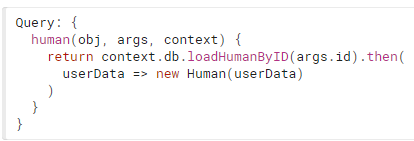 Query: {
  human(obj, args, context) {
    return context.db.loadHumanByID(args.id).then(
      userData => new Human(userData)
    )
  }
}